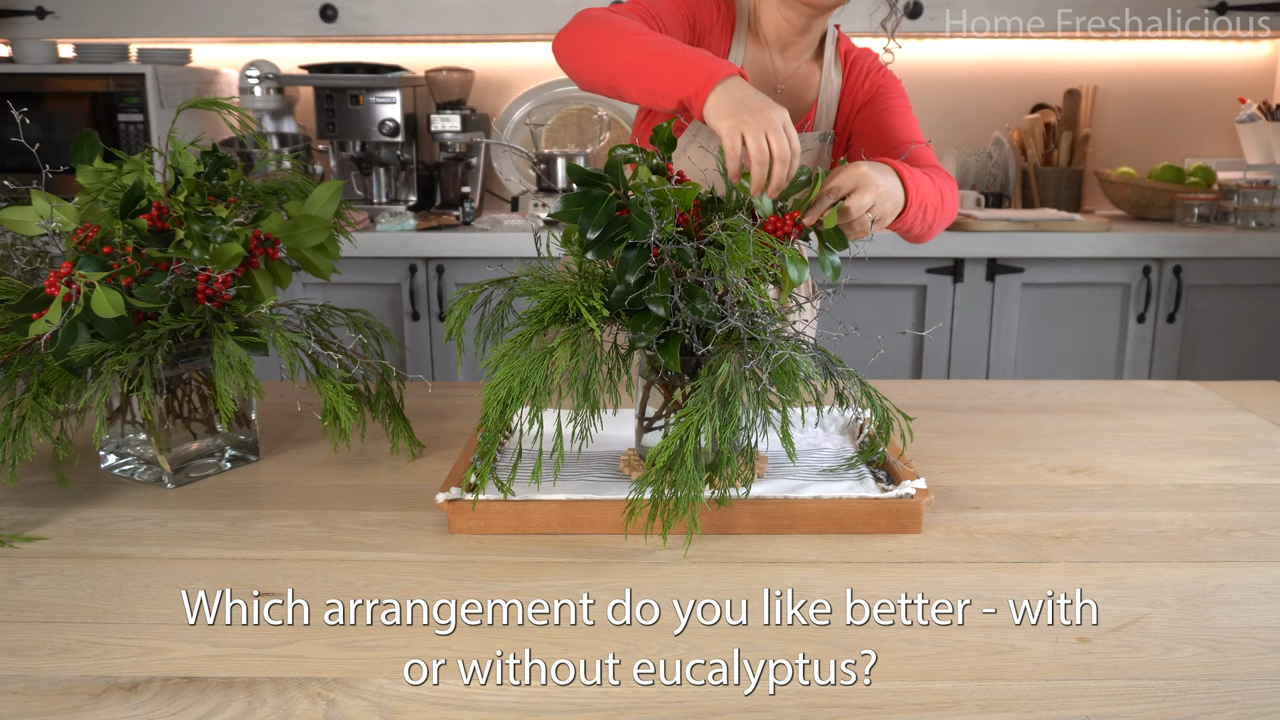 Home Freshalicious
Which arrangement do you like better - with
or without eucalyptus?